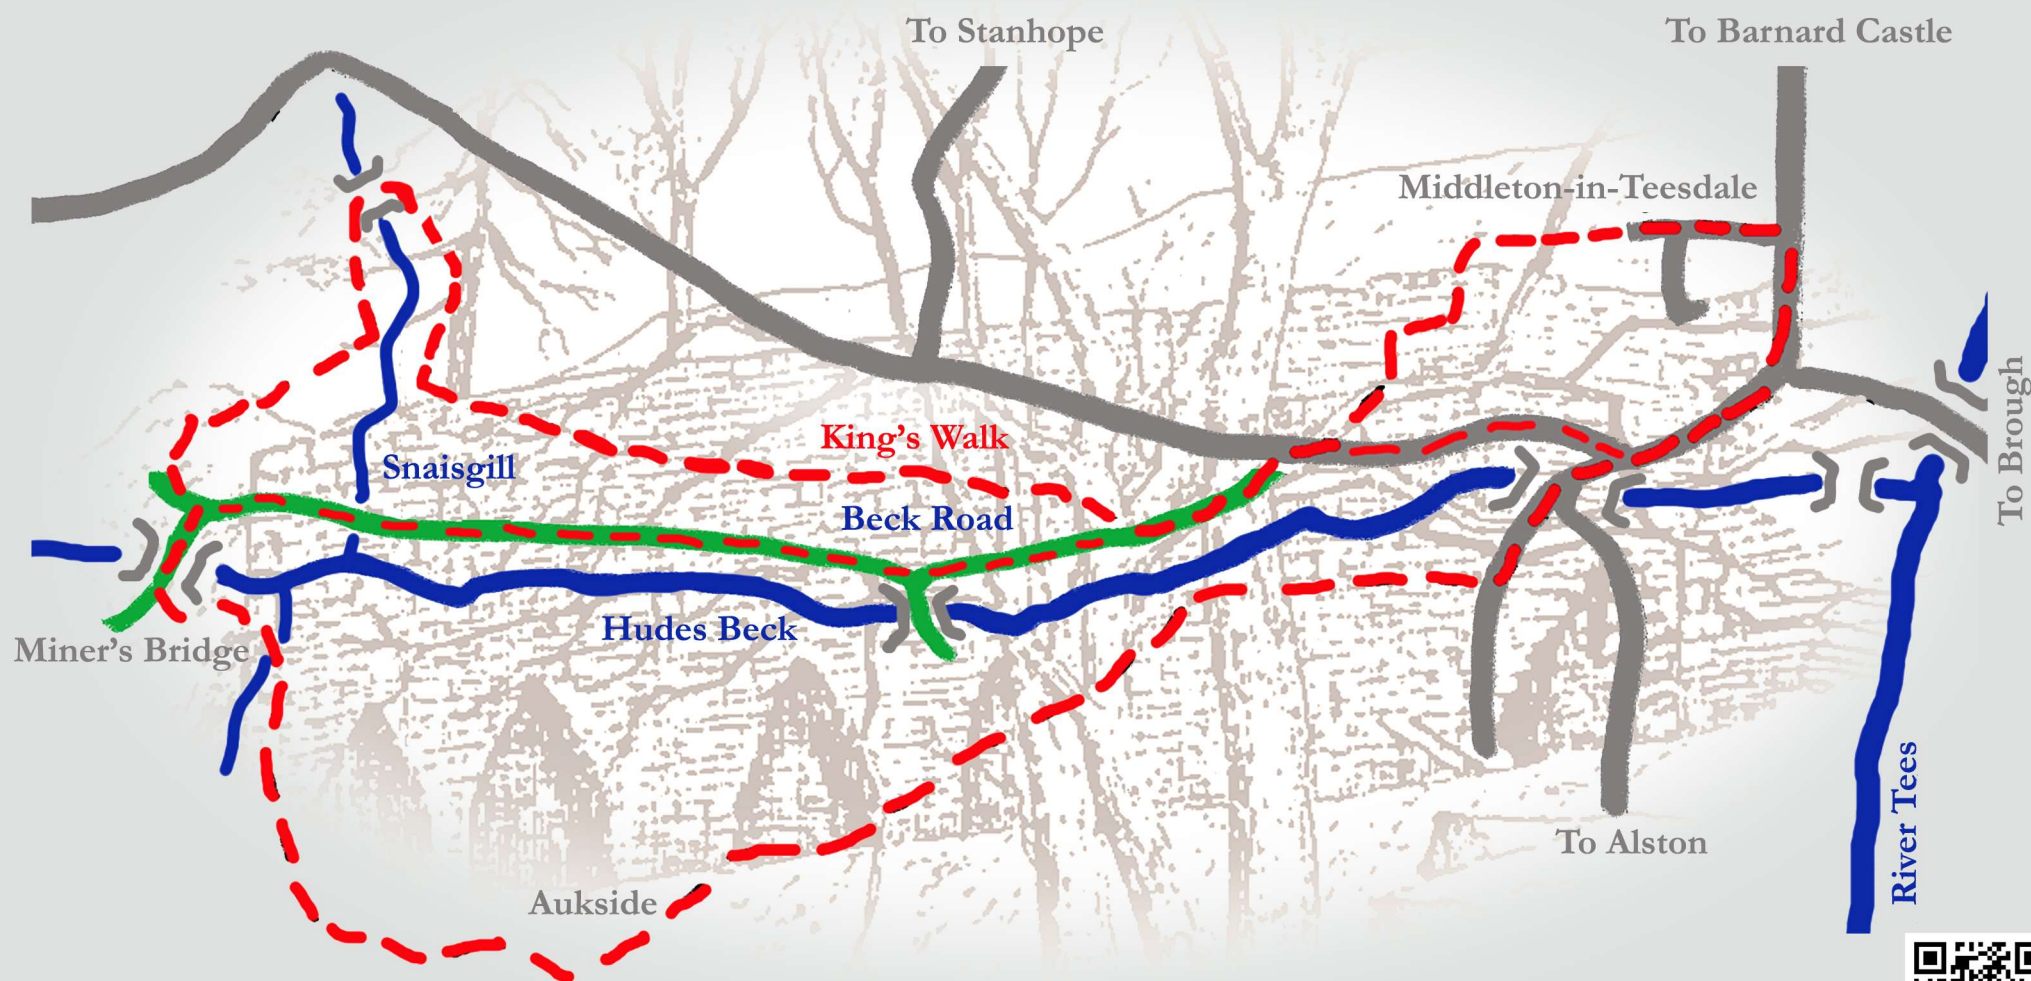 To Stanhope
To Barnard Castle
Middleton-in-Teesdale
King's Walk
Snaisgill
Beck Road
To Brough
Hudes Beck
Miner's Bridge
To Alston
River Tees
Aukside